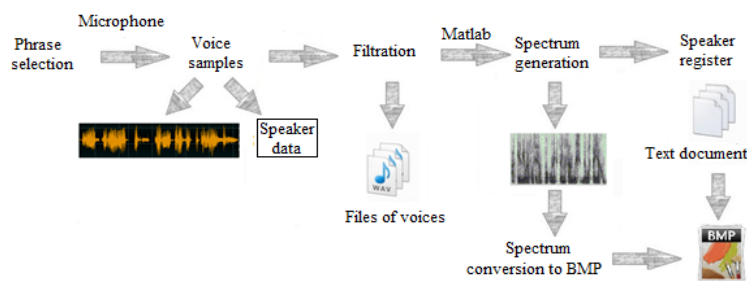 Microphone
Phrase
selection
Voice
samples
Filtration
Matlab
Spectrum
generation
Speaker
register
Speaker
data
WAV
Files of voices
Text document
Spectrum
conversion to BMP
BMP